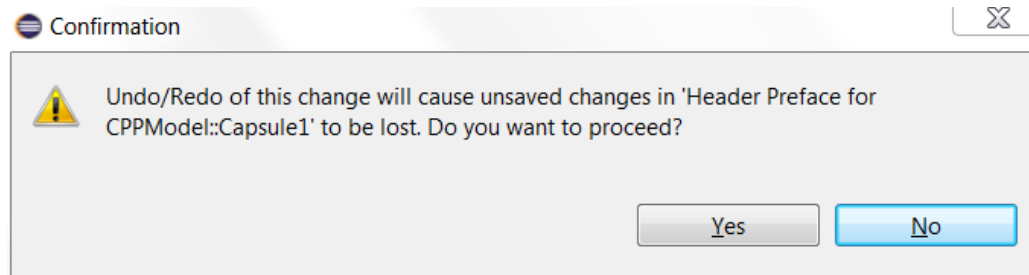 Confirmation
Undo/Redo of this change will cause unsaved changes in 'Header Preface for
CPPModel::Capsule1' to be lost. Do you want to proceed?
Yes
No